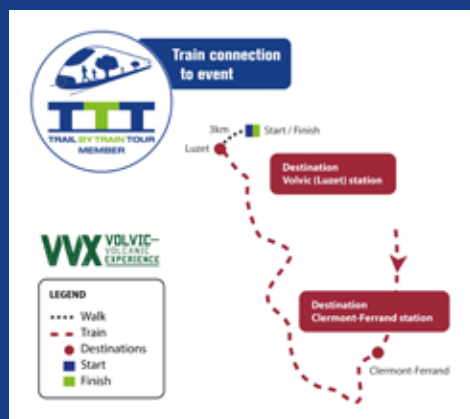 Train connection
to event
TTT
TRAIL BY TRAIN TOUR
MEMBER
3km
Start / Finish
Luzet
Destination
Volvic (Luzet) station
VVX VOLVIC-
VOLCANIC
EXPERIENCE
LEGEND
Walk
Train
Destinations
Start
Finish
Destination
Clermont-Ferrand station
Clermont-Ferrand